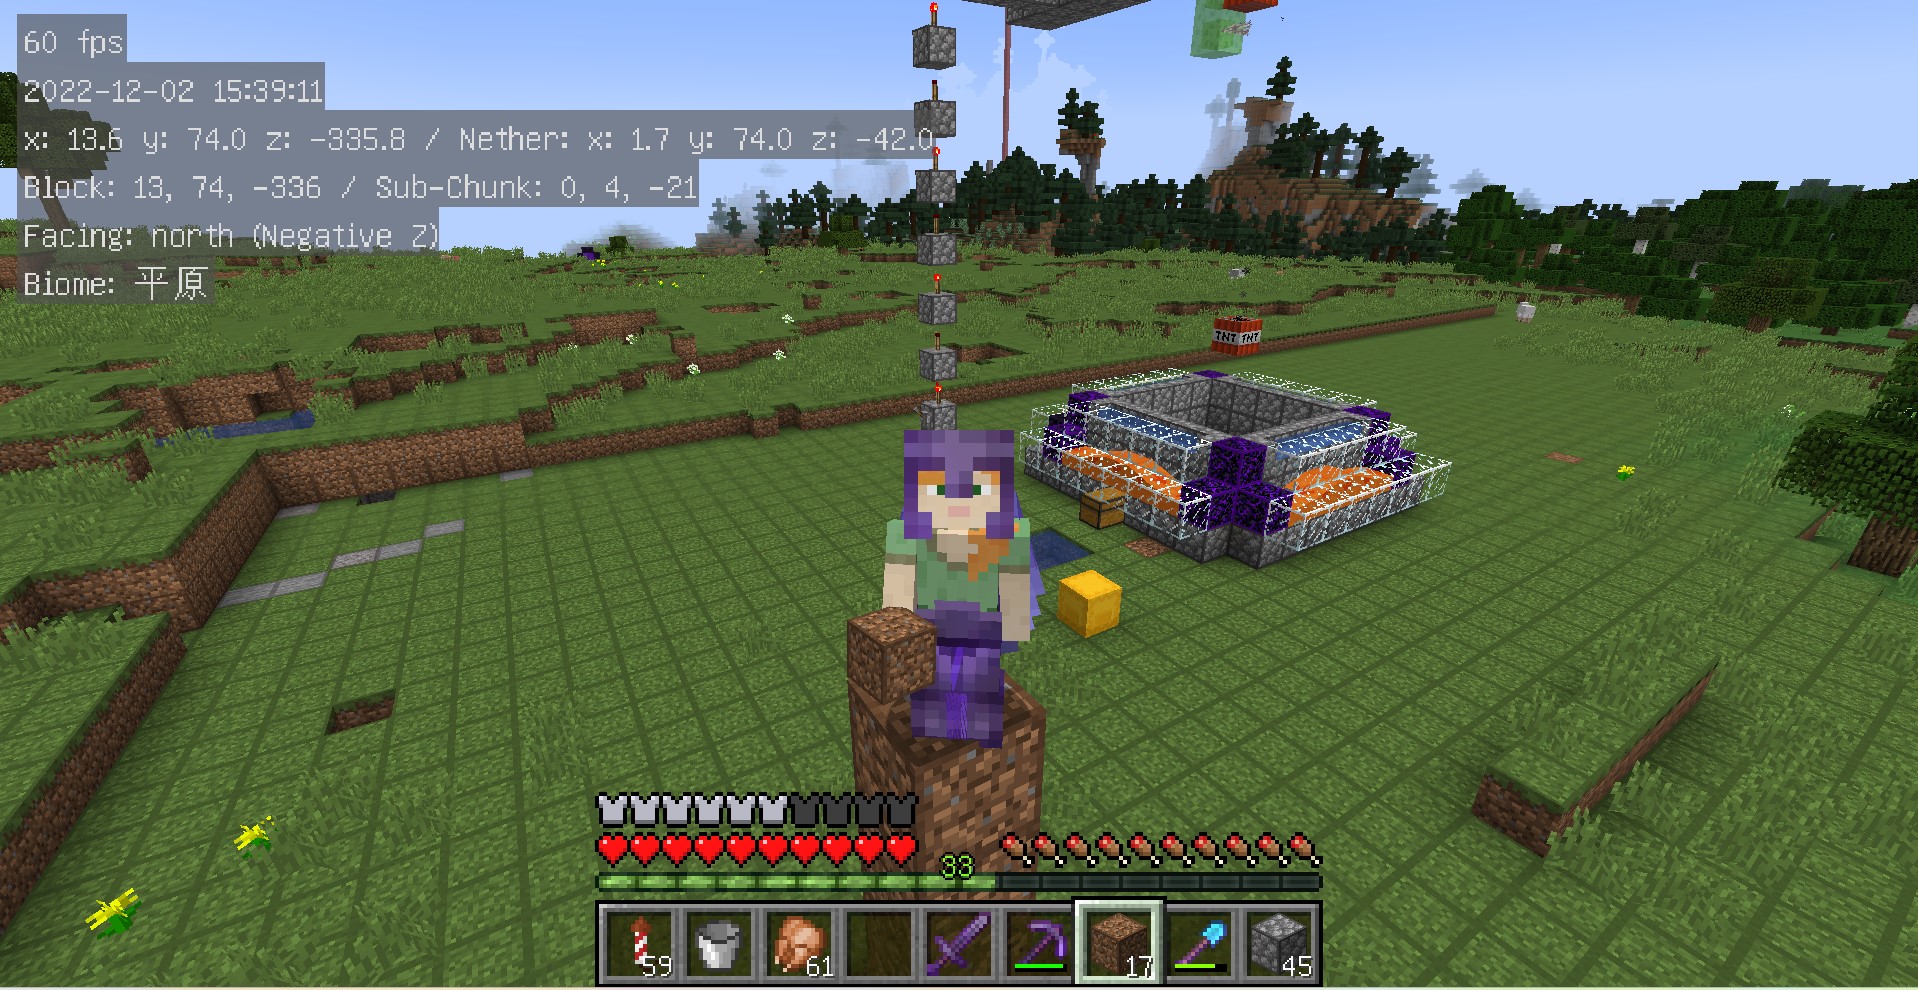 60 fps
2022-12-02 15:39:11
x: 13.6 y: 74.0 z: -335.8 / Nether: x: 1.7 y: 74.0 z: -42.0
Block: 13, 74, -336 / Sub-Chunk: 0, 4, -21
Facing: north (Negative Z)
Biome: 平原
TNT TNT
33
59 61 17 45